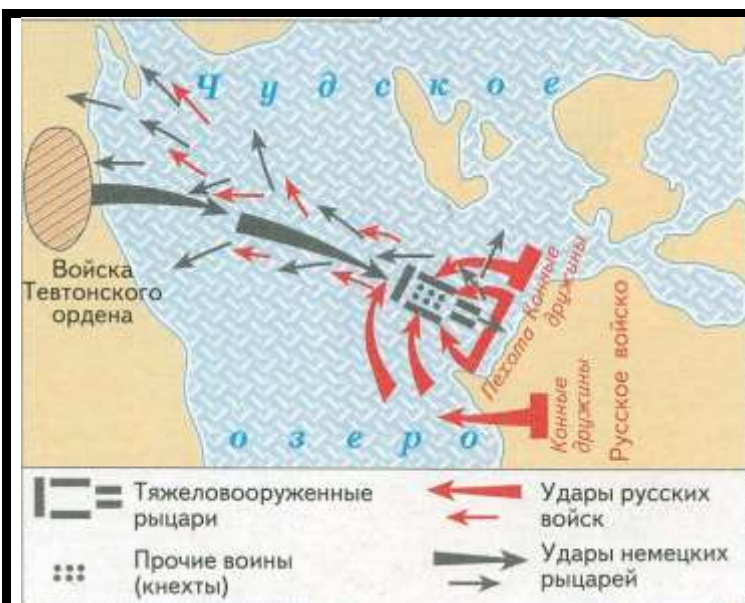 Чудское
Войска
Тевтонского
ордена
Пехота
Конные
дружины
Конные
дружины
Русское войско
озеро
Тяжеловооруженные
рыцари
Прочие воины
(кнехты)
Удары русских
войск
Удары немецких
рыцарей